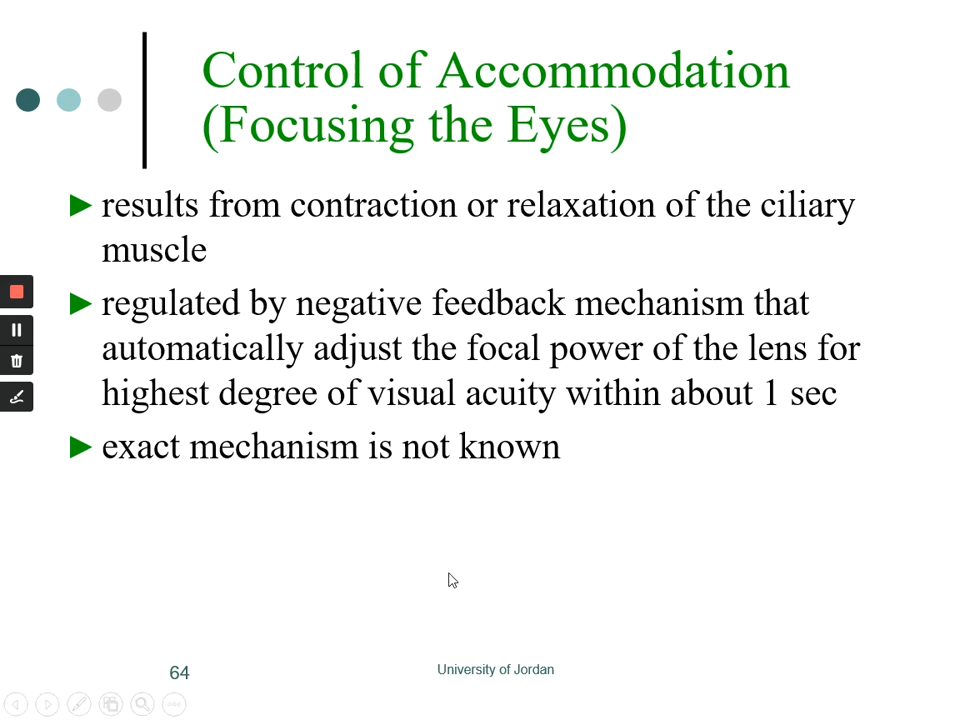 Control of Accommodation
(Focusing the Eyes)
results from contraction or relaxation of the ciliary
muscle
regulated by negative feedback mechanism that
automatically adjust the focal power of the lens for
highest degree of visual acuity within about 1 sec
exact mechanism is not known
64
University of Jordan